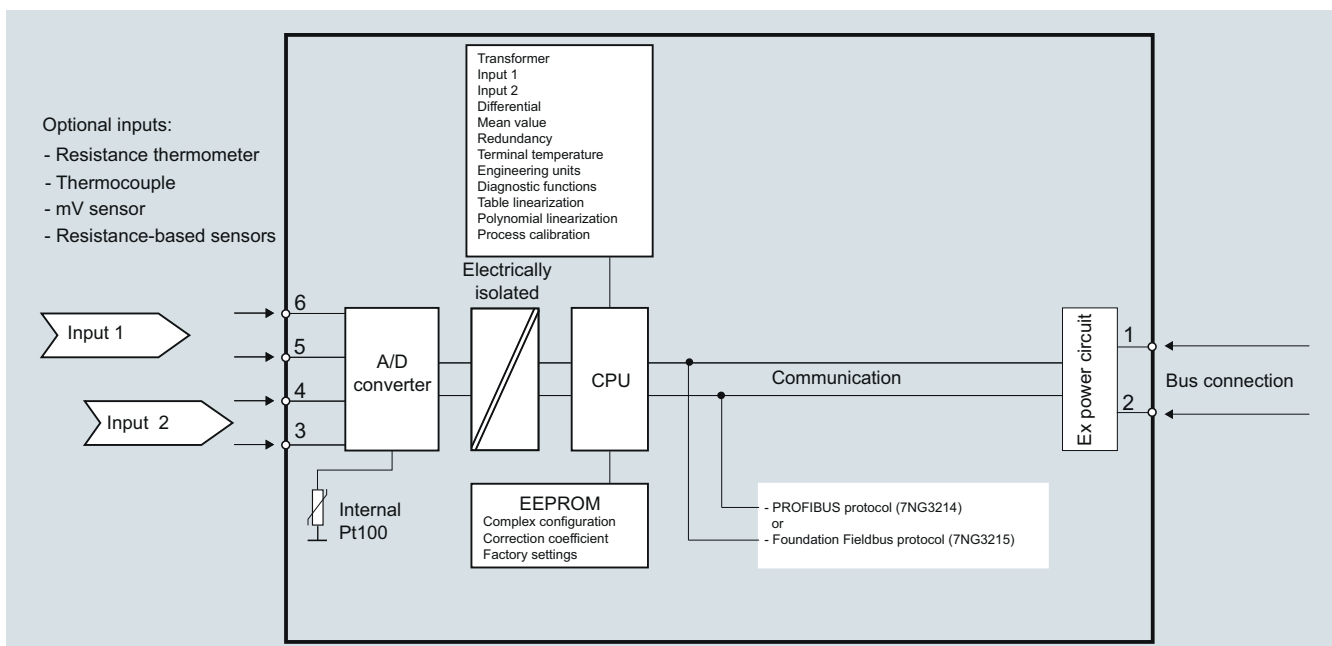 Optional inputs:
- Resistance thermometer
- Thermocouple
- mV sensor
- Resistance-based sensors
Transformer
Input 1
Input 2
Differential
Mean value
Redundancy
Terminal temperature
Engineering units
Diagnostic functions
Table linearization
Polynomial linearization
Process calibration
Electrically
isolated
Input 1
Input 2
6
5
4
3
A/D
converter
CPU
Communication
Ex power circuit
1
2
Bus connection
Internal
Pt100
EEPROM
Complex configuration
Correction coefficient
Factory settings
- PROFIBUS protocol (7NG3214)
or
- Foundation Fieldbus protocol (7NG3215)